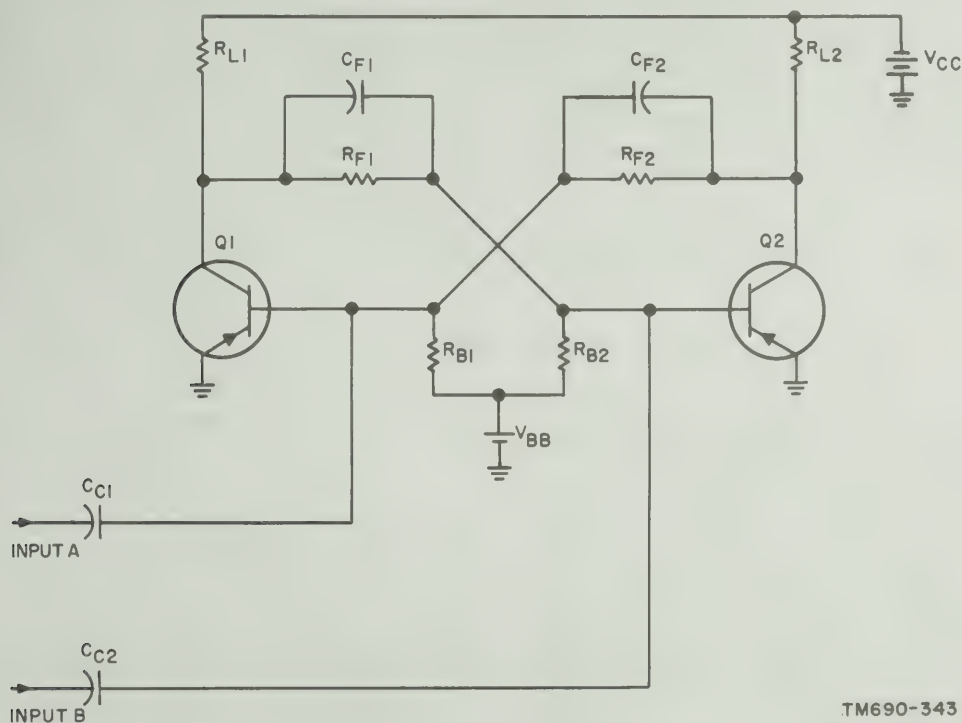 RL1
CF1
CF2
RL2
VCC
RF1
RF2
Q1
Q2
RB1
RB2
VBB
CC1
INPUT A
CC2
INPUT B
TM690-343